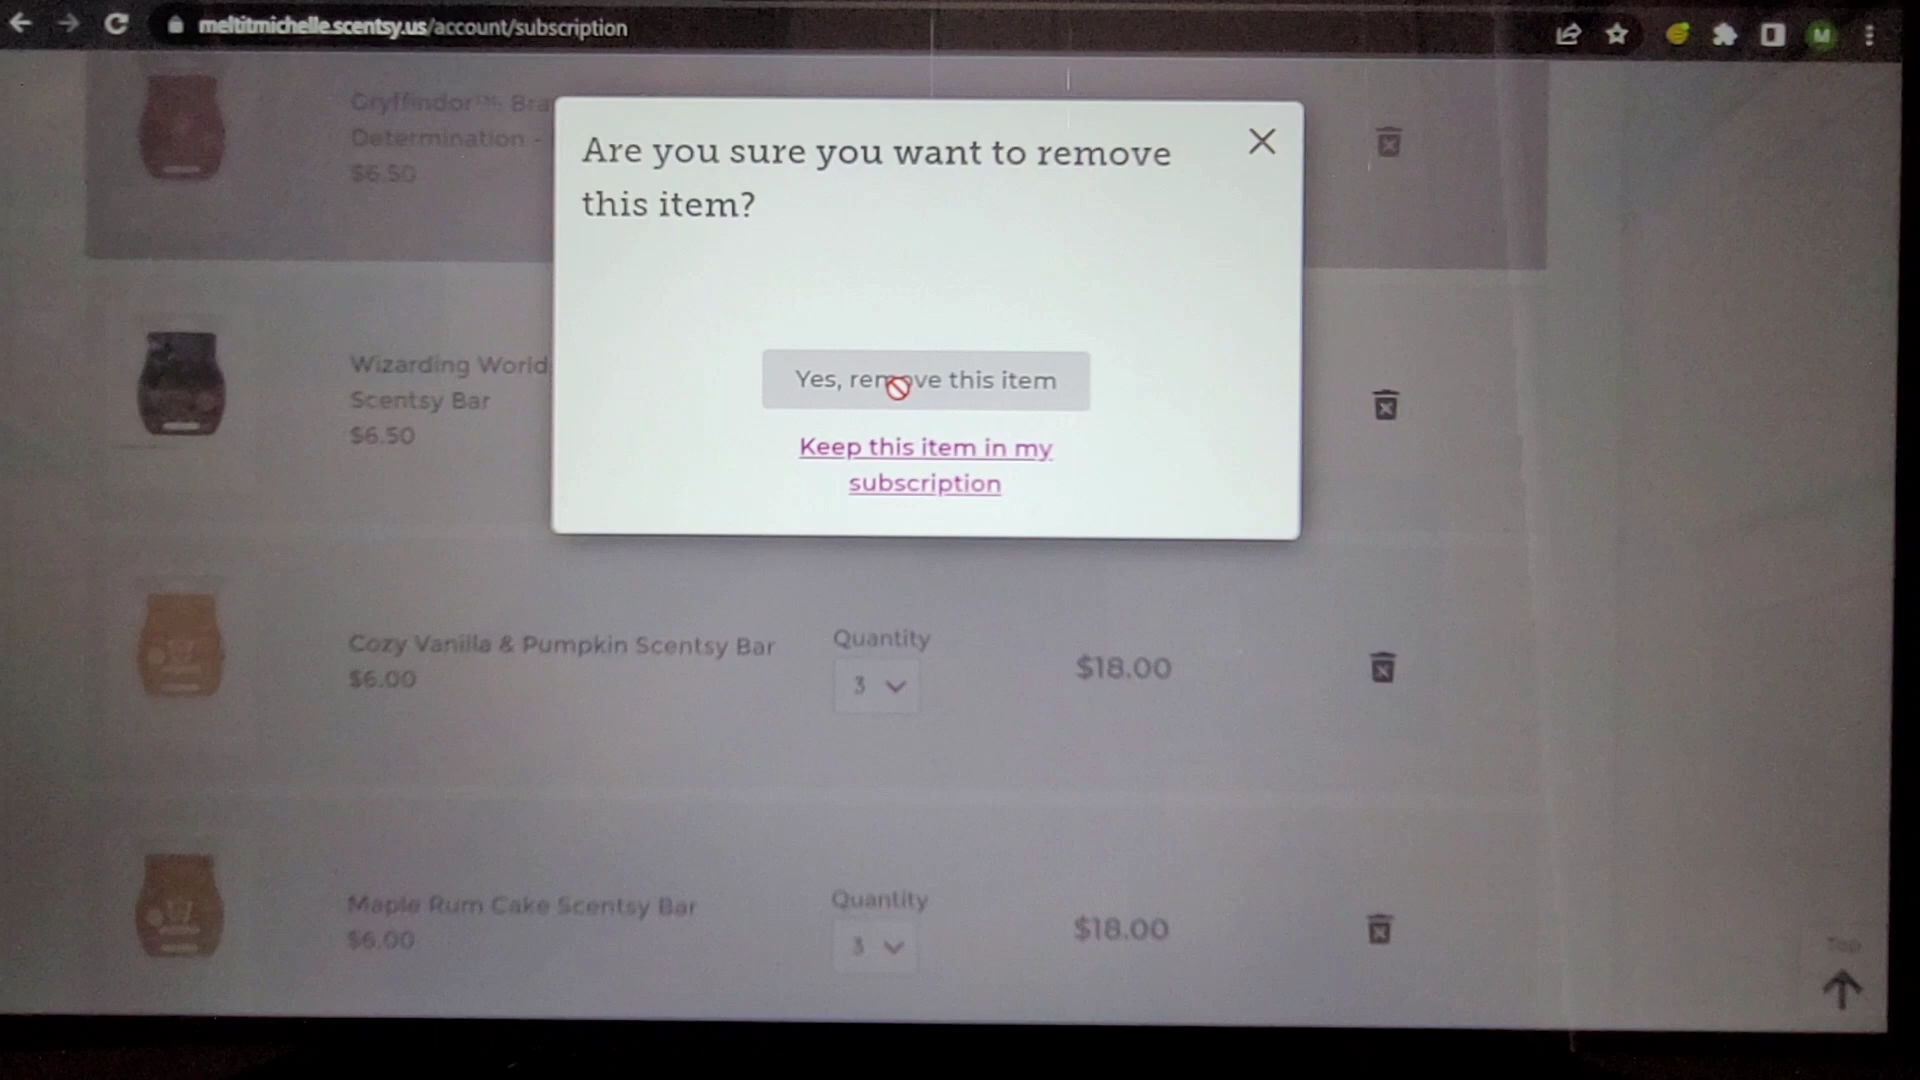 meltitmichelle.scentsy.us/account/subscription
M
Gryffindor™: Bra
Determination -
$6.50
Are you sure you want to remove
this item?
Wizarding World
Scentsy Bar
$6.50
Yes, remove this item
Keep this item in my
subscription
Cozy Vanilla & Pumpkin Scentsy Bar
$6.00
Quantity
3
$18.00
Maple Rum Cake Scentsy Bar
$6.00
Quantity
3
$18.00
Top